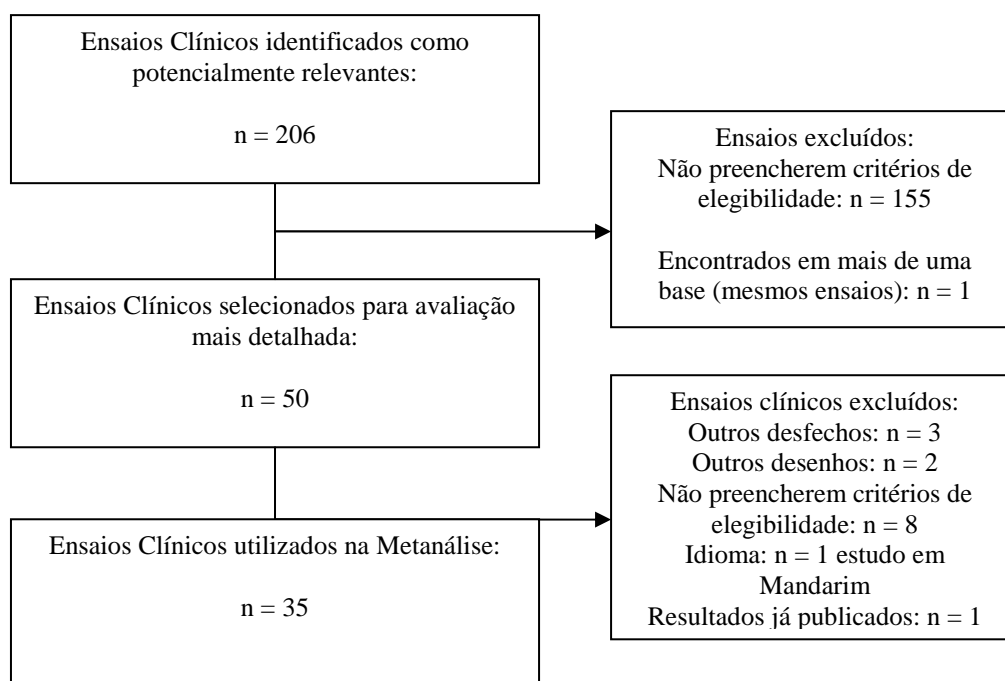 Ensaios Clínicos identificados como
potencialmente relevantes:
n = 206
Ensaios excluídos:
Não preencherem critérios de
elegibilidade: n = 155
Encontrados em mais de uma
base (mesmos ensaios): n = 1
Ensaios Clínicos selecionados para avaliação
mais detalhada:
n = 50
Ensaios clínicos excluídos:
Outros desfechos: n = 3
Outros desenhos: n = 2
Não preencherem critérios de
elegibilidade: n = 8
Idioma: n = 1 estudo em
Mandarim
Resultados já publicados: n = 1
Ensaios Clínicos utilizados na Metanálise:
n = 35